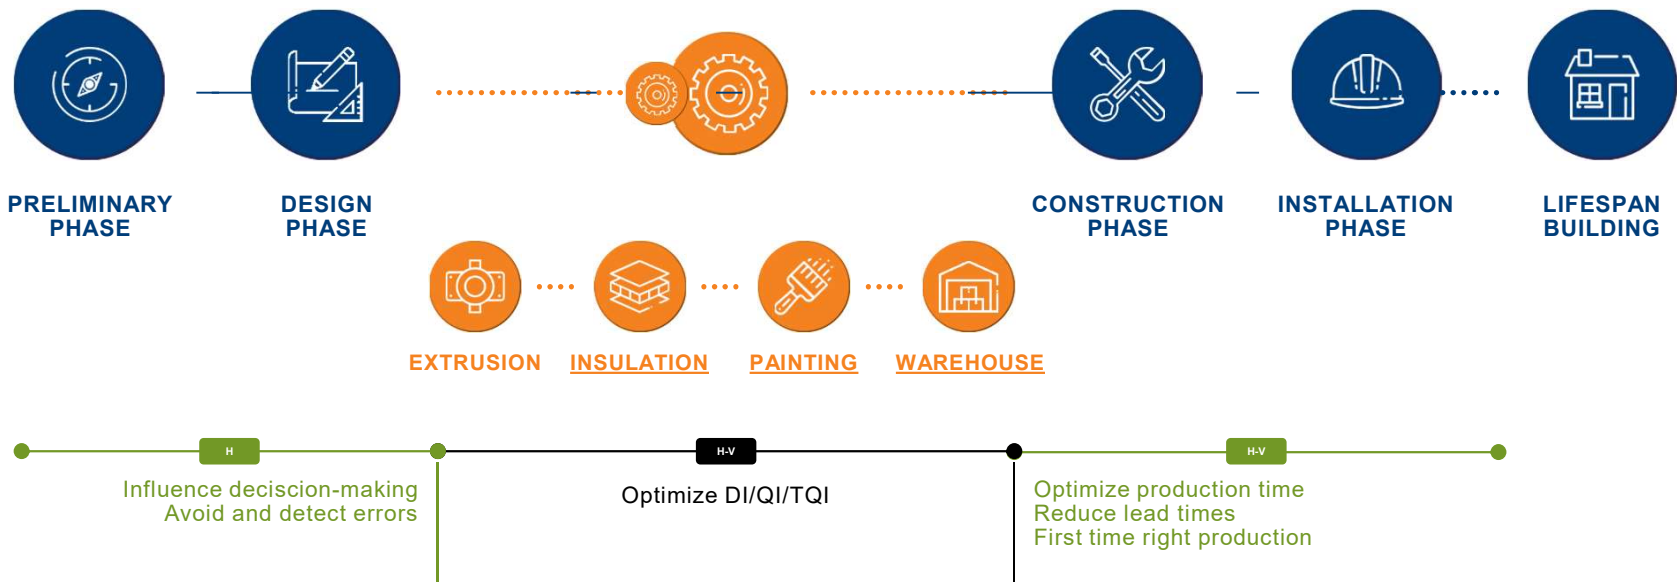 PRELIMINARY
PHASE
DESIGN
PHASE
CONSTRUCTION
PHASE
INSTALLATION
PHASE
LIFESPAN
BUILDING
EXTRUSION
INSULATION
PAINTING
WAREHOUSE
H
H-V
H-V
Influence deciscion-making
Avoid and detect errors
Optimize DI/QI/TQI
Optimize production time
Reduce lead times
First time right production